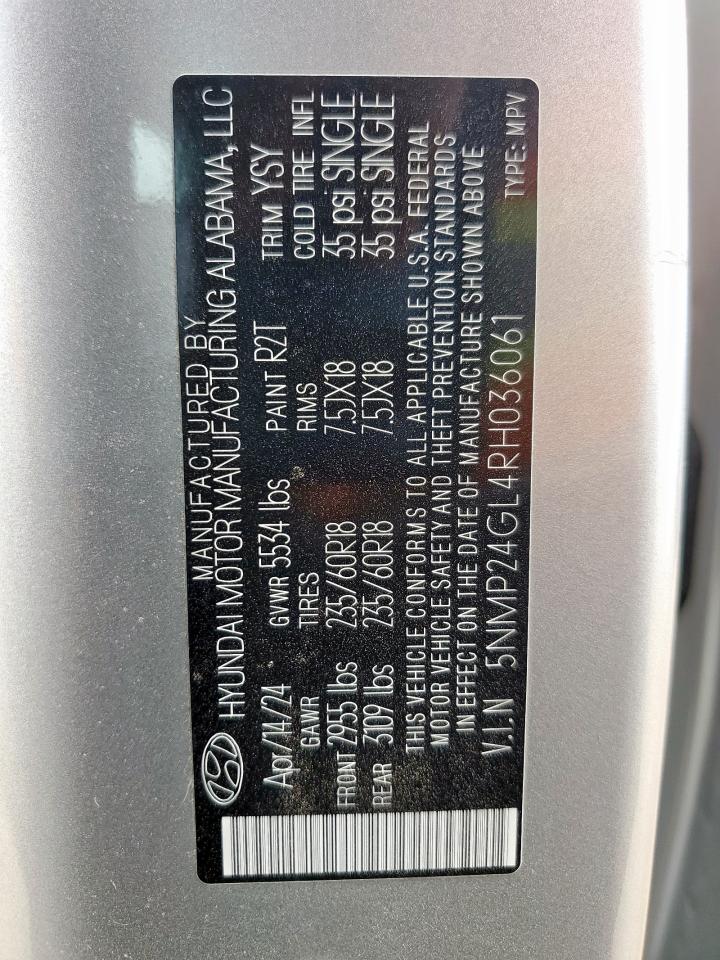 MANUFACTURED BY
HYUNDAI MOTOR MANUFACTURING ALABAMA, LLC
Apr/14/24 GVWR 5534 lbs PAINT R2T TRIM YSY
GAWR TIRES RIMS COLD TIRE INFL
FRONT 2955 lbs 235/60R18 7.5JX18 35 psi SINGLE
REAR 3109 lbs 235/60R18 7.5JX18 35 psi SINGLE
THIS VEHICLE CONFORMS TO ALL APPLICABLE U.S.A. FEDERAL
MOTOR VEHICLE SAFETY AND THEFT PREVENTION STANDARDS
IN EFFECT ON THE DATE OF MANUFACTURE SHOWN ABOVE
V.I.N 5NMP24GL4RH036061 TYPE: MPV